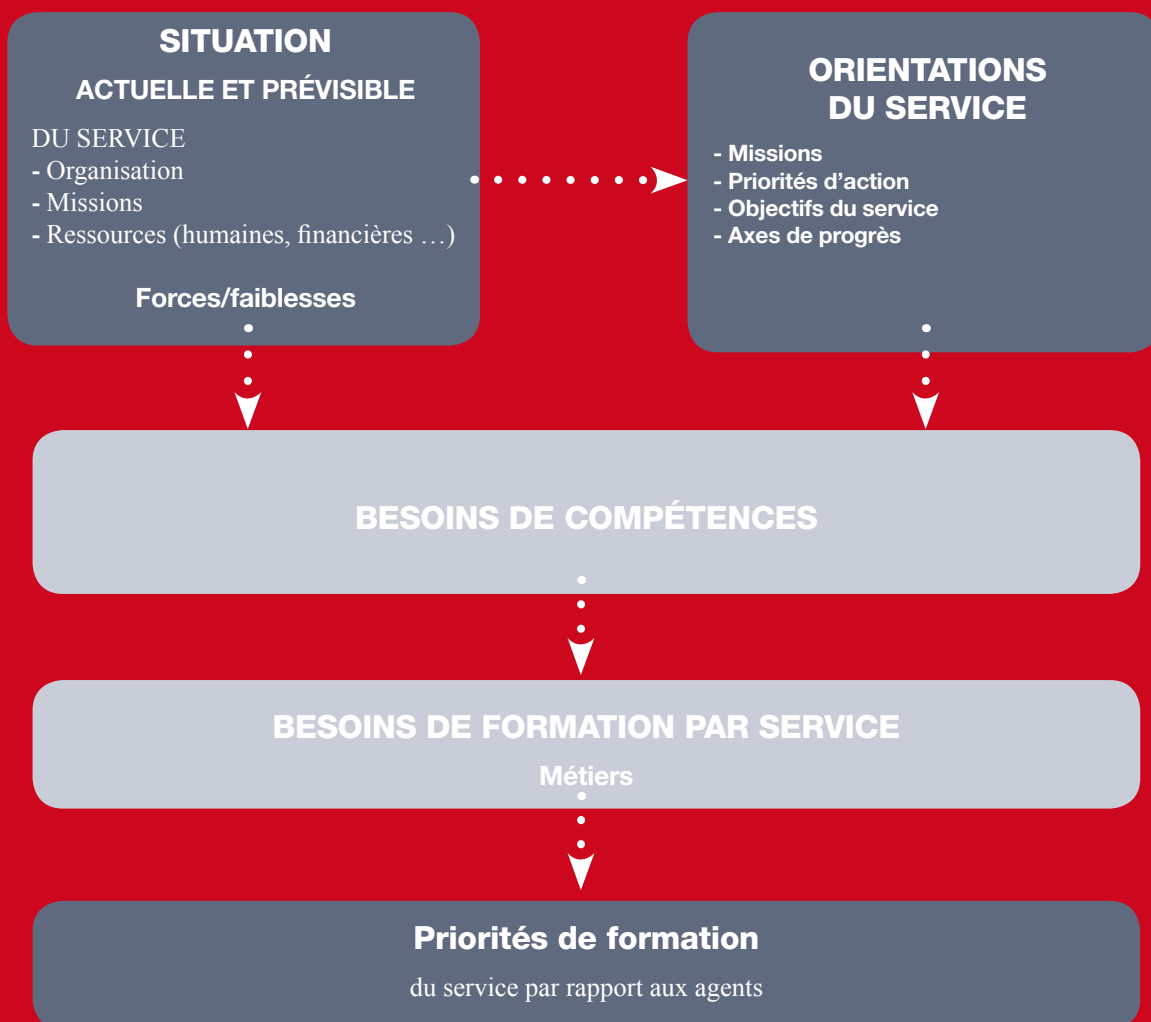 SITUATION
ACTUELLE ET PRÉVISIBLE
DU SERVICE
- Organisation
- Missions
- Ressources (humaines, financières …)
Forces/faiblesses
ORIENTATIONS
DU SERVICE
- Missions
- Priorités d’action
- Objectifs du service
- Axes de progrès
BESOINS DE COMPÉTENCES
BESOINS DE FORMATION PAR SERVICE
Métiers
Priorités de formation
du service par rapport aux agents